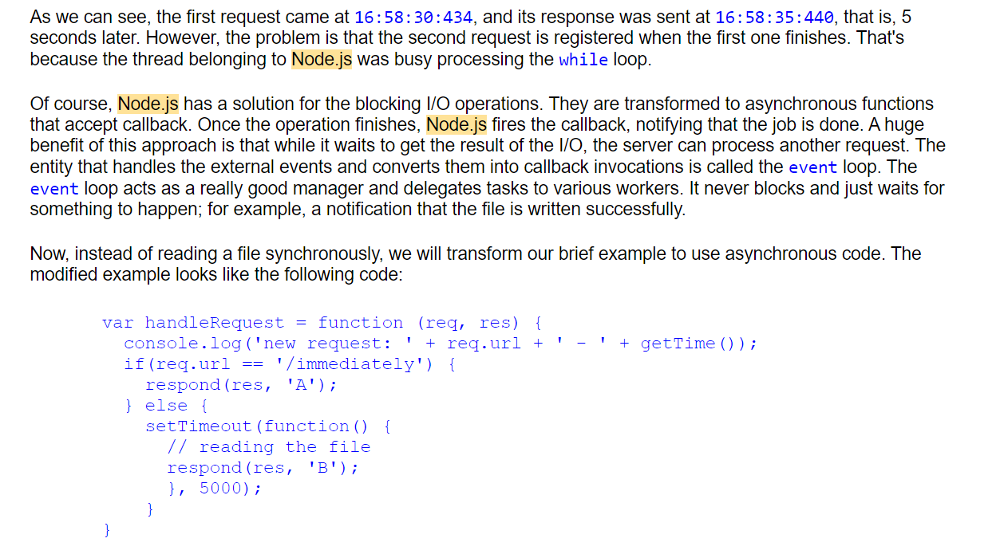 As we can see, the first request came at 16:58:30:434, and its response was sent at 16:58:35:440, that is, 5
seconds later. However, the problem is that the second request is registered when the first one finishes. That's
because the thread belonging to Node.js was busy processing the while loop.
Of course, Node.js has a solution for the blocking I/O operations. They are transformed to asynchronous functions
that accept callback. Once the operation finishes, Node.js fires the callback, notifying that the job is done. A huge
benefit of this approach is that while it waits to get the result of the I/O, the server can process another request. The
entity that handles the external events and converts them into callback invocations is called the event loop. The
event loop acts as a really good manager and delegates tasks to various workers. It never blocks and just waits for
something to happen; for example, a notification that the file is written successfully.
Now, instead of reading a file synchronously, we will transform our brief example to use asynchronous code. The
modified example looks like the following code:
var handleRequest = function (req, res) {
  console.log('new request: ' + req.url + ' - ' + getTime());
  if(req.url == '/immediately') {
    respond(res, 'A');
  } else {
    setTimeout(function() {
      // reading the file
      respond(res, 'B');
      }, 5000);
    }
}